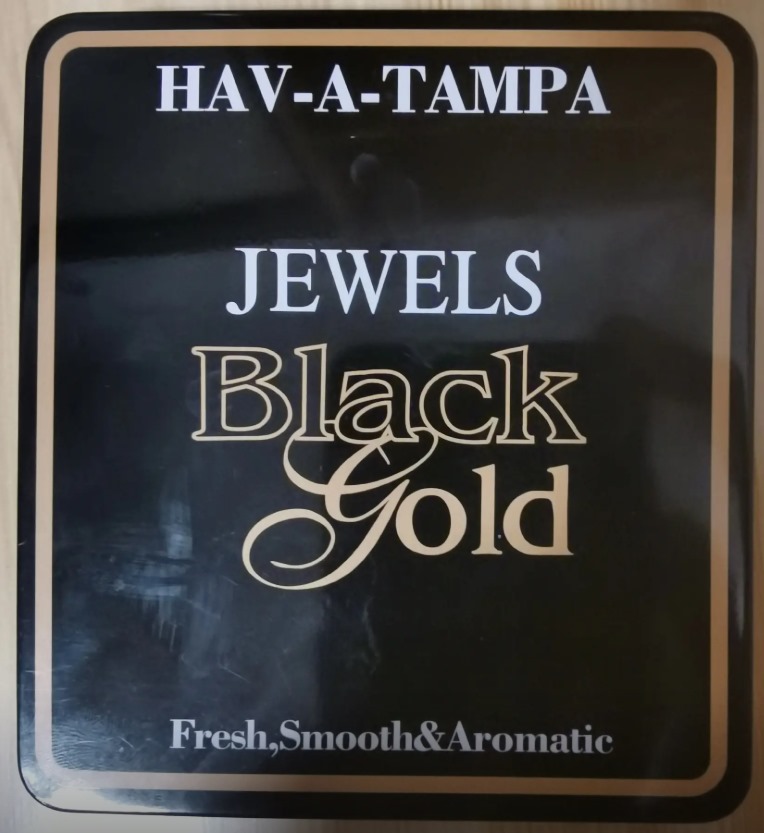 HAV-A-TAMPA
JEWELS
Black
Gold
Fresh,Smooth&Aromatic